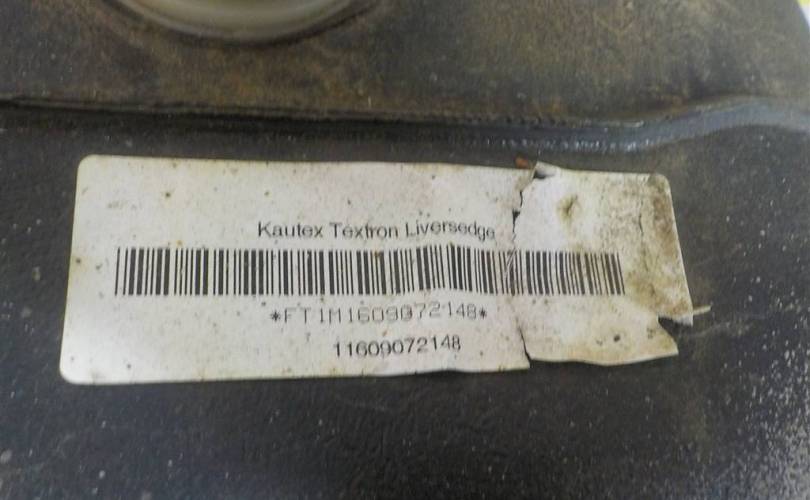 Kautex Textron Liversedge
*FT1M1609072148*
11609072148